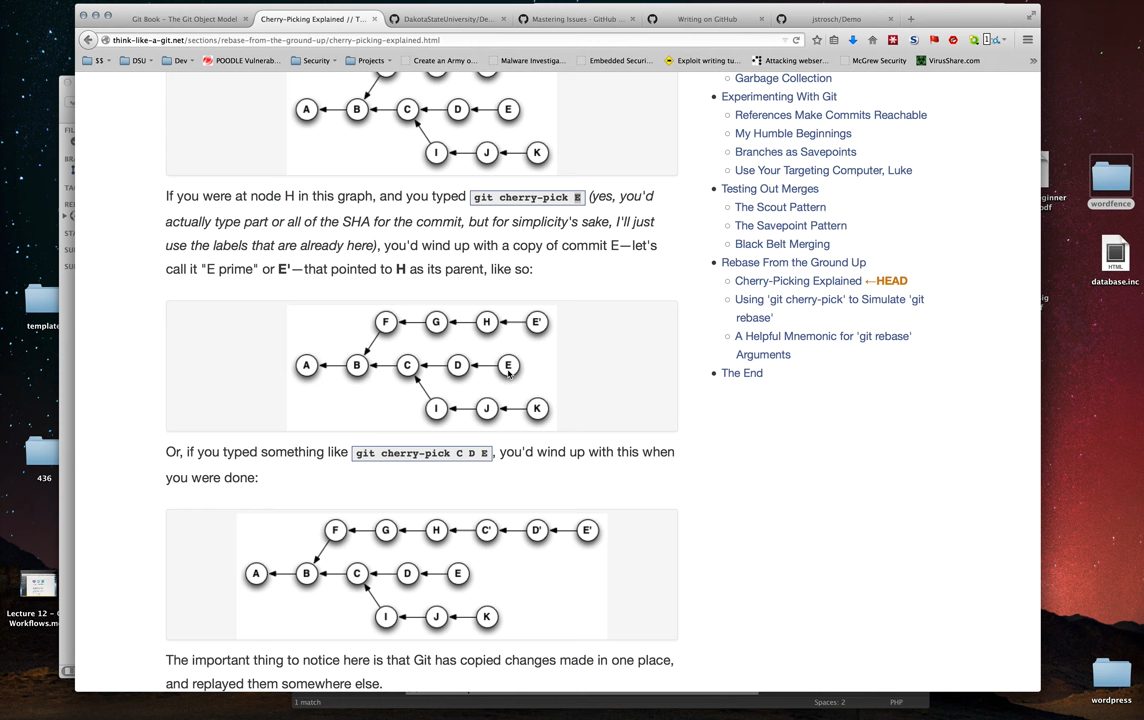 Git Book – The Git Object Model
Cherry-Picking Explained // T...
DakotaStateUniversity/De...
Mastering Issues · GitHub ...
Writing on GitHub
jstrosch/Demo
think-like-a-git.net/sections/rebase-from-the-ground-up/cherry-picking-explained.html
$$
DSU
Dev
POODLE Vulnerab...
Security
Projects
Create an Army o...
Malware Investiga...
Embedded Securi...
Exploit writing tu...
Attacking webser...
McGrew Security
VirusShare.com
A B C D E
I J K
If you were at node H in this graph, and you typed git cherry-pick E (yes, you'd
actually type part or all of the SHA for the commit, but for simplicity's sake, I'll just
use the labels that are already here), you'd wind up with a copy of commit E—let's
call it "E prime" or E'—that pointed to H as its parent, like so:
F G H E'
A B C D E
I J K
Or, if you typed something like git cherry-pick C D E, you'd wind up with this when
you were done:
F G H C' D' E'
A B C D E
I J K
The important thing to notice here is that Git has copied changes made in one place,
and replayed them somewhere else.
Garbage Collection
Experimenting With Git
References Make Commits Reachable
My Humble Beginnings
Branches as Savepoints
Use Your Targeting Computer, Luke
Testing Out Merges
The Scout Pattern
The Savepoint Pattern
Black Belt Merging
Rebase From the Ground Up
Cherry-Picking Explained ←HEAD
Using 'git cherry-pick' to Simulate 'git
rebase'
A Helpful Mnemonic for 'git rebase'
Arguments
The End
wordfence
database.inc
wordpress
template
436
Lecture 12 –
Workflows.m
1 match
Spaces: 2
PHP